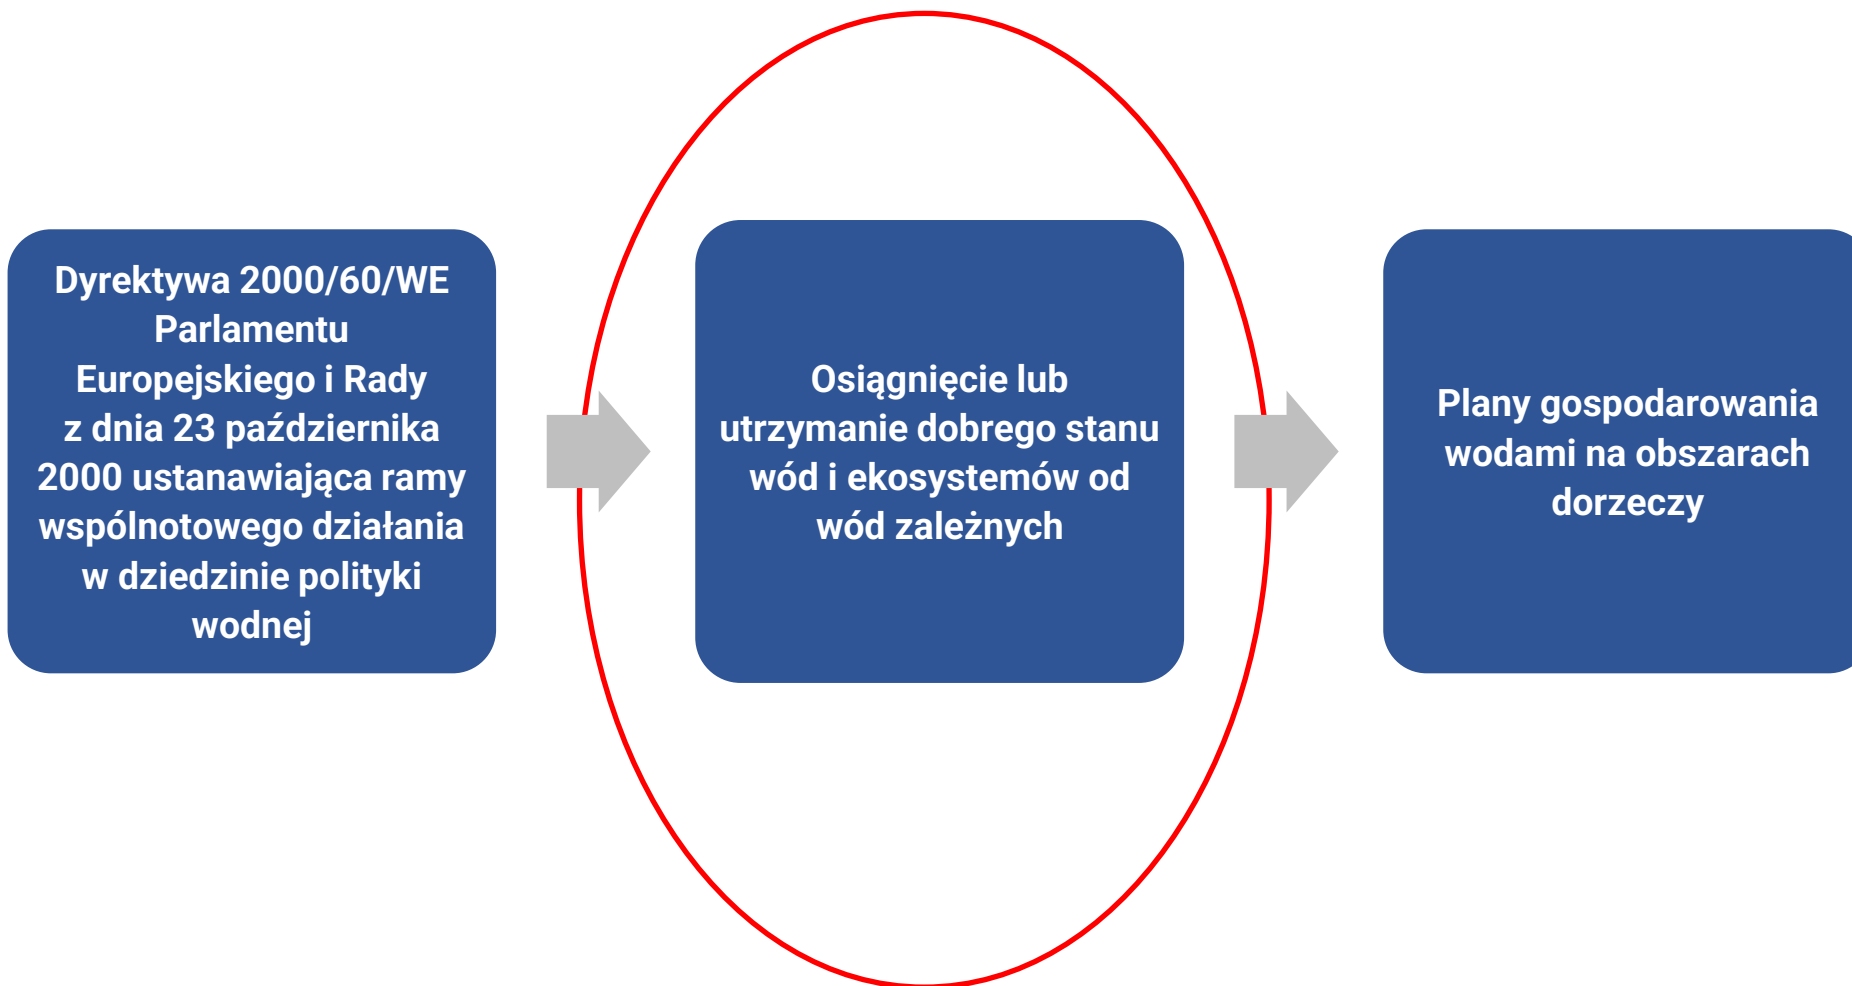 Dyrektywa 2000/60/WE
Parlamentu
Europejskiego i Rady
z dnia 23 października
2000 ustanawiająca ramy
wspólnotowego działania
w dziedzinie polityki
wodnej
Osiągnięcie lub
utrzymanie dobrego stanu
wód i ekosystemów od
wód zależnych
Plany gospodarowania
wodami na obszarach
dorzeczy